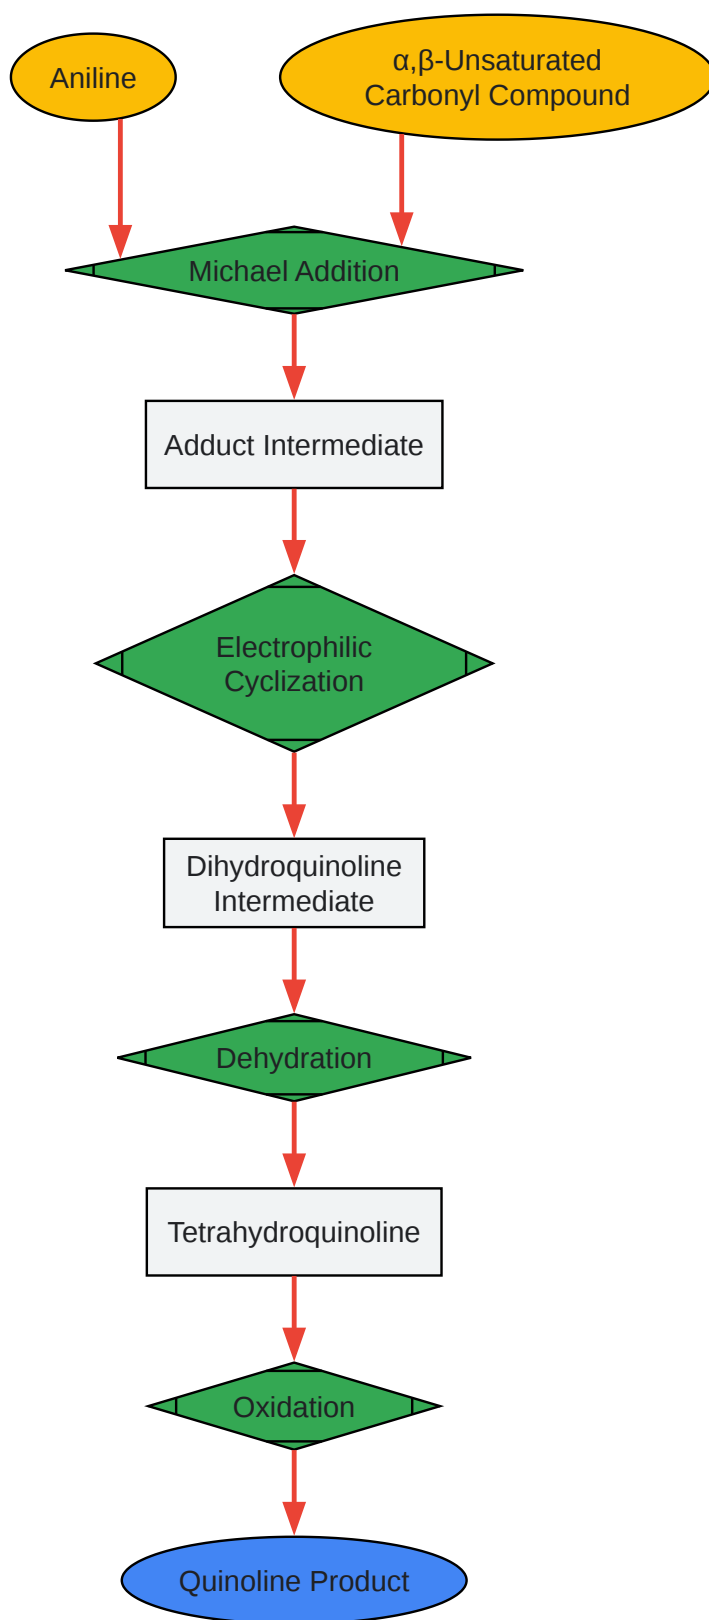 Aniline
α,β-Unsaturated
Carbonyl Compound
Michael Addition
Adduct Intermediate
Electrophilic
Cyclization
Dihydroquinoline
Intermediate
Dehydration
Tetrahydroquinoline
Oxidation
Quinoline Product